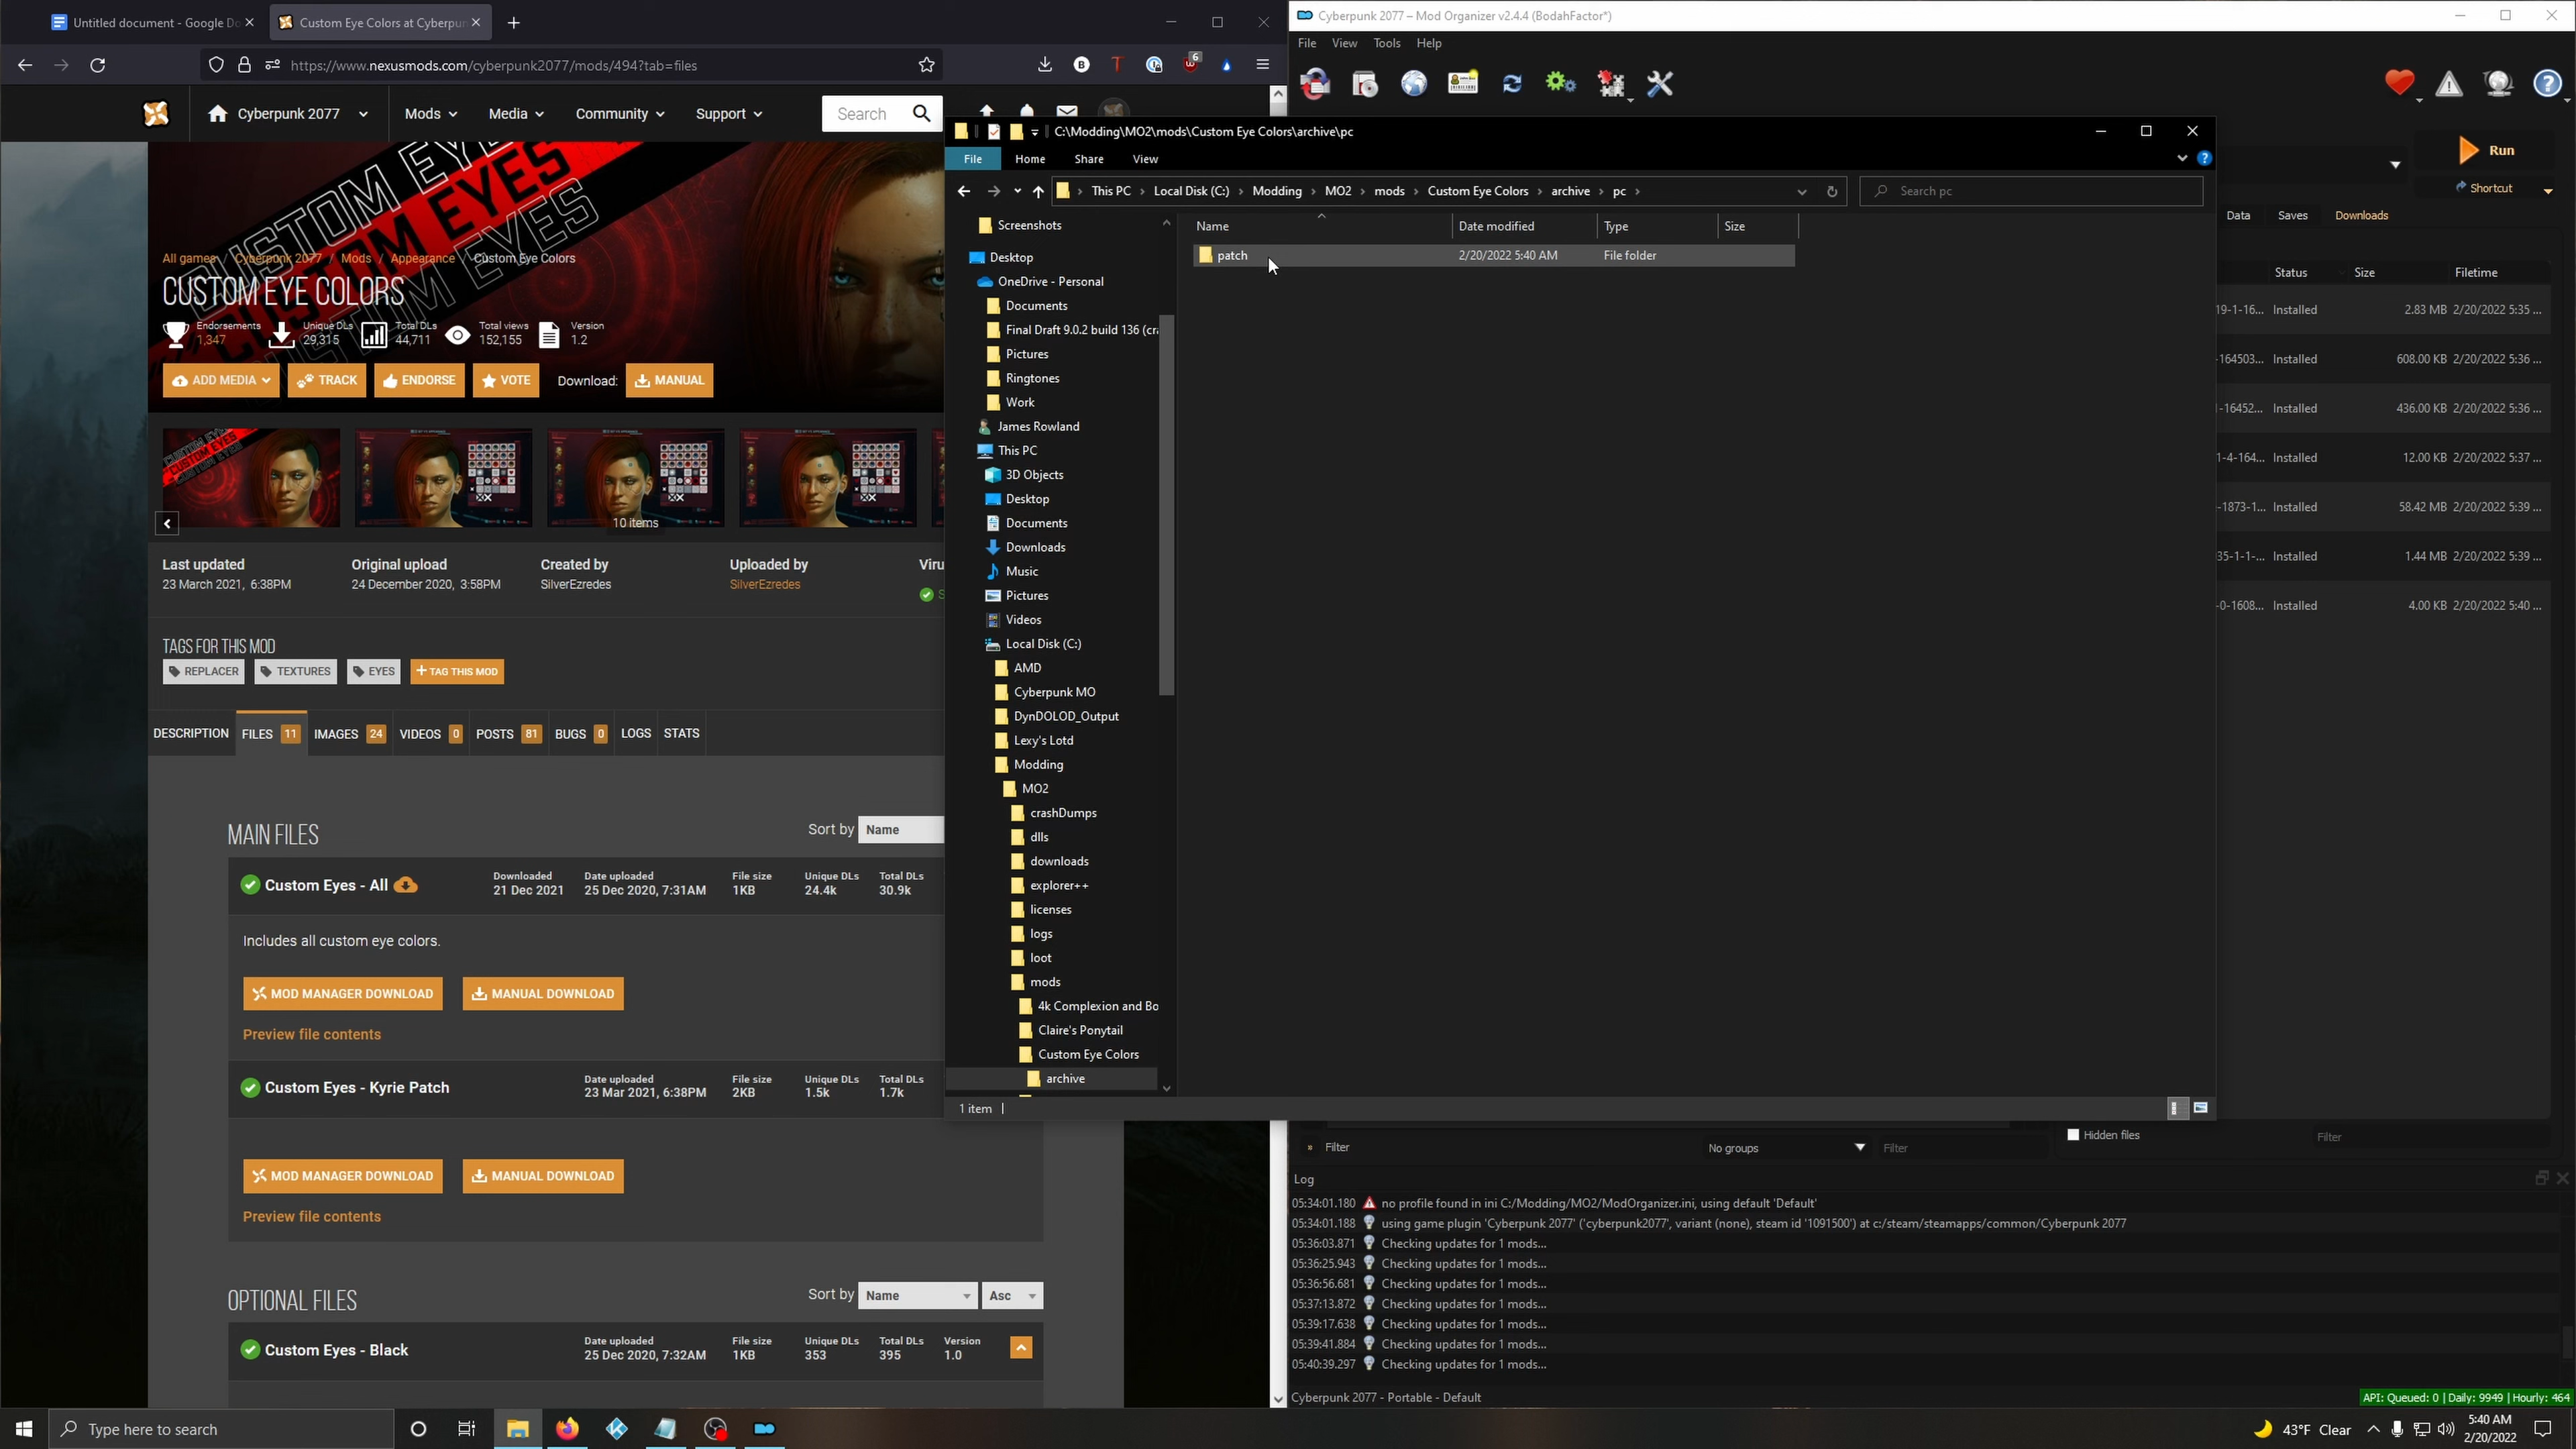 Untitled document - Google Do
Custom Eye Colors at Cyberpun
https://www.nexusmods.com/cyberpunk2077/mods/494?tab=files
6
Cyberpunk 2077
Mods
Media
Community
Support
Search
CUSTOM EYES
CUSTOM EYES
All games / Cyberpunk 2077 / Mods / Appearance / Custom Eye Colors
CUSTOM EYE COLORS
Endorsements
1,347
Unique DLs
29,315
Total DLs
44,711
Total views
152,155
Version
1.2
ADD MEDIA
TRACK
ENDORSE
VOTE
Download:
MANUAL
10 items
Last updated
23 March 2021, 6:38PM
Original upload
24 December 2020, 3:58PM
Created by
SilverEzredes
Uploaded by
SilverEzredes
Viru
S
TAGS FOR THIS MOD
REPLACER
TEXTURES
EYES
+ TAG THIS MOD
DESCRIPTION
FILES 11
IMAGES 24
VIDEOS 0
POSTS 81
BUGS 0
LOGS
STATS
MAIN FILES
Sort by Name
Custom Eyes - All
Downloaded
21 Dec 2021
Date uploaded
25 Dec 2020, 7:31AM
File size
1KB
Unique DLs
24.4k
Total DLs
30.9k
Includes all custom eye colors.
MOD MANAGER DOWNLOAD
MANUAL DOWNLOAD
Preview file contents
Custom Eyes - Kyrie Patch
Date uploaded
23 Mar 2021, 6:38PM
File size
2KB
Unique DLs
1.5k
Total DLs
1.7k
MOD MANAGER DOWNLOAD
MANUAL DOWNLOAD
Preview file contents
OPTIONAL FILES
Sort by Name Asc
Custom Eyes - Black
Date uploaded
25 Dec 2020, 7:32AM
File size
1KB
Unique DLs
353
Total DLs
395
Version
1.0
C:\Modding\MO2\mods\Custom Eye Colors\archive\pc
File
Home
Share
View
This PC > Local Disk (C:) > Modding > MO2 > mods > Custom Eye Colors > archive > pc >
Search pc
Name
Date modified
Type
Size
patch
2/20/2022 5:40 AM
File folder
Screenshots
Desktop
OneDrive - Personal
Documents
Final Draft 9.0.2 build 136 (cra
Pictures
Ringtones
Work
James Rowland
This PC
3D Objects
Desktop
Documents
Downloads
Music
Pictures
Videos
Local Disk (C:)
AMD
Cyberpunk MO
DynDOLOD_Output
Lexy's Lotd
Modding
MO2
crashDumps
dlls
downloads
explorer++
licenses
logs
loot
mods
4k Complexion and Bo
Claire's Ponytail
Custom Eye Colors
archive
1 item
Cyberpunk 2077 – Mod Organizer v2.4.4 (BodahFactor*)
File
View
Tools
Help
Run
Shortcut
Data
Saves
Downloads
Status
Size
Filetime
19-1-16... Installed 2.83 MB 2/20/2022 5:35 ...
-164503... Installed 608.00 KB 2/20/2022 5:36 ...
-16452... Installed 436.00 KB 2/20/2022 5:36 ...
1-4-164... Installed 12.00 KB 2/20/2022 5:37 ...
-1873-1... Installed 58.42 MB 2/20/2022 5:39 ...
35-1-1-... Installed 1.44 MB 2/20/2022 5:39 ...
-0-1608... Installed 4.00 KB 2/20/2022 5:40 ...
» Filter
No groups
Filter
Hidden files
Filter
Log
05:34:01.180 no profile found in ini C:/Modding/MO2/ModOrganizer.ini, using default 'Default'
05:34:01.188 using game plugin 'Cyberpunk 2077' ('cyberpunk2077', variant (none), steam id '1091500') at c:/steam/steamapps/common/Cyberpunk 2077
05:36:03.871 Checking updates for 1 mods...
05:36:25.943 Checking updates for 1 mods...
05:36:56.681 Checking updates for 1 mods...
05:37:13.872 Checking updates for 1 mods...
05:39:17.638 Checking updates for 1 mods...
05:39:41.884 Checking updates for 1 mods...
05:40:39.297 Checking updates for 1 mods...
Cyberpunk 2077 - Portable - Default
API: Queued: 0 | Daily: 9949 | Hourly: 464
Type here to search
43°F Clear
5:40 AM
2/20/2022